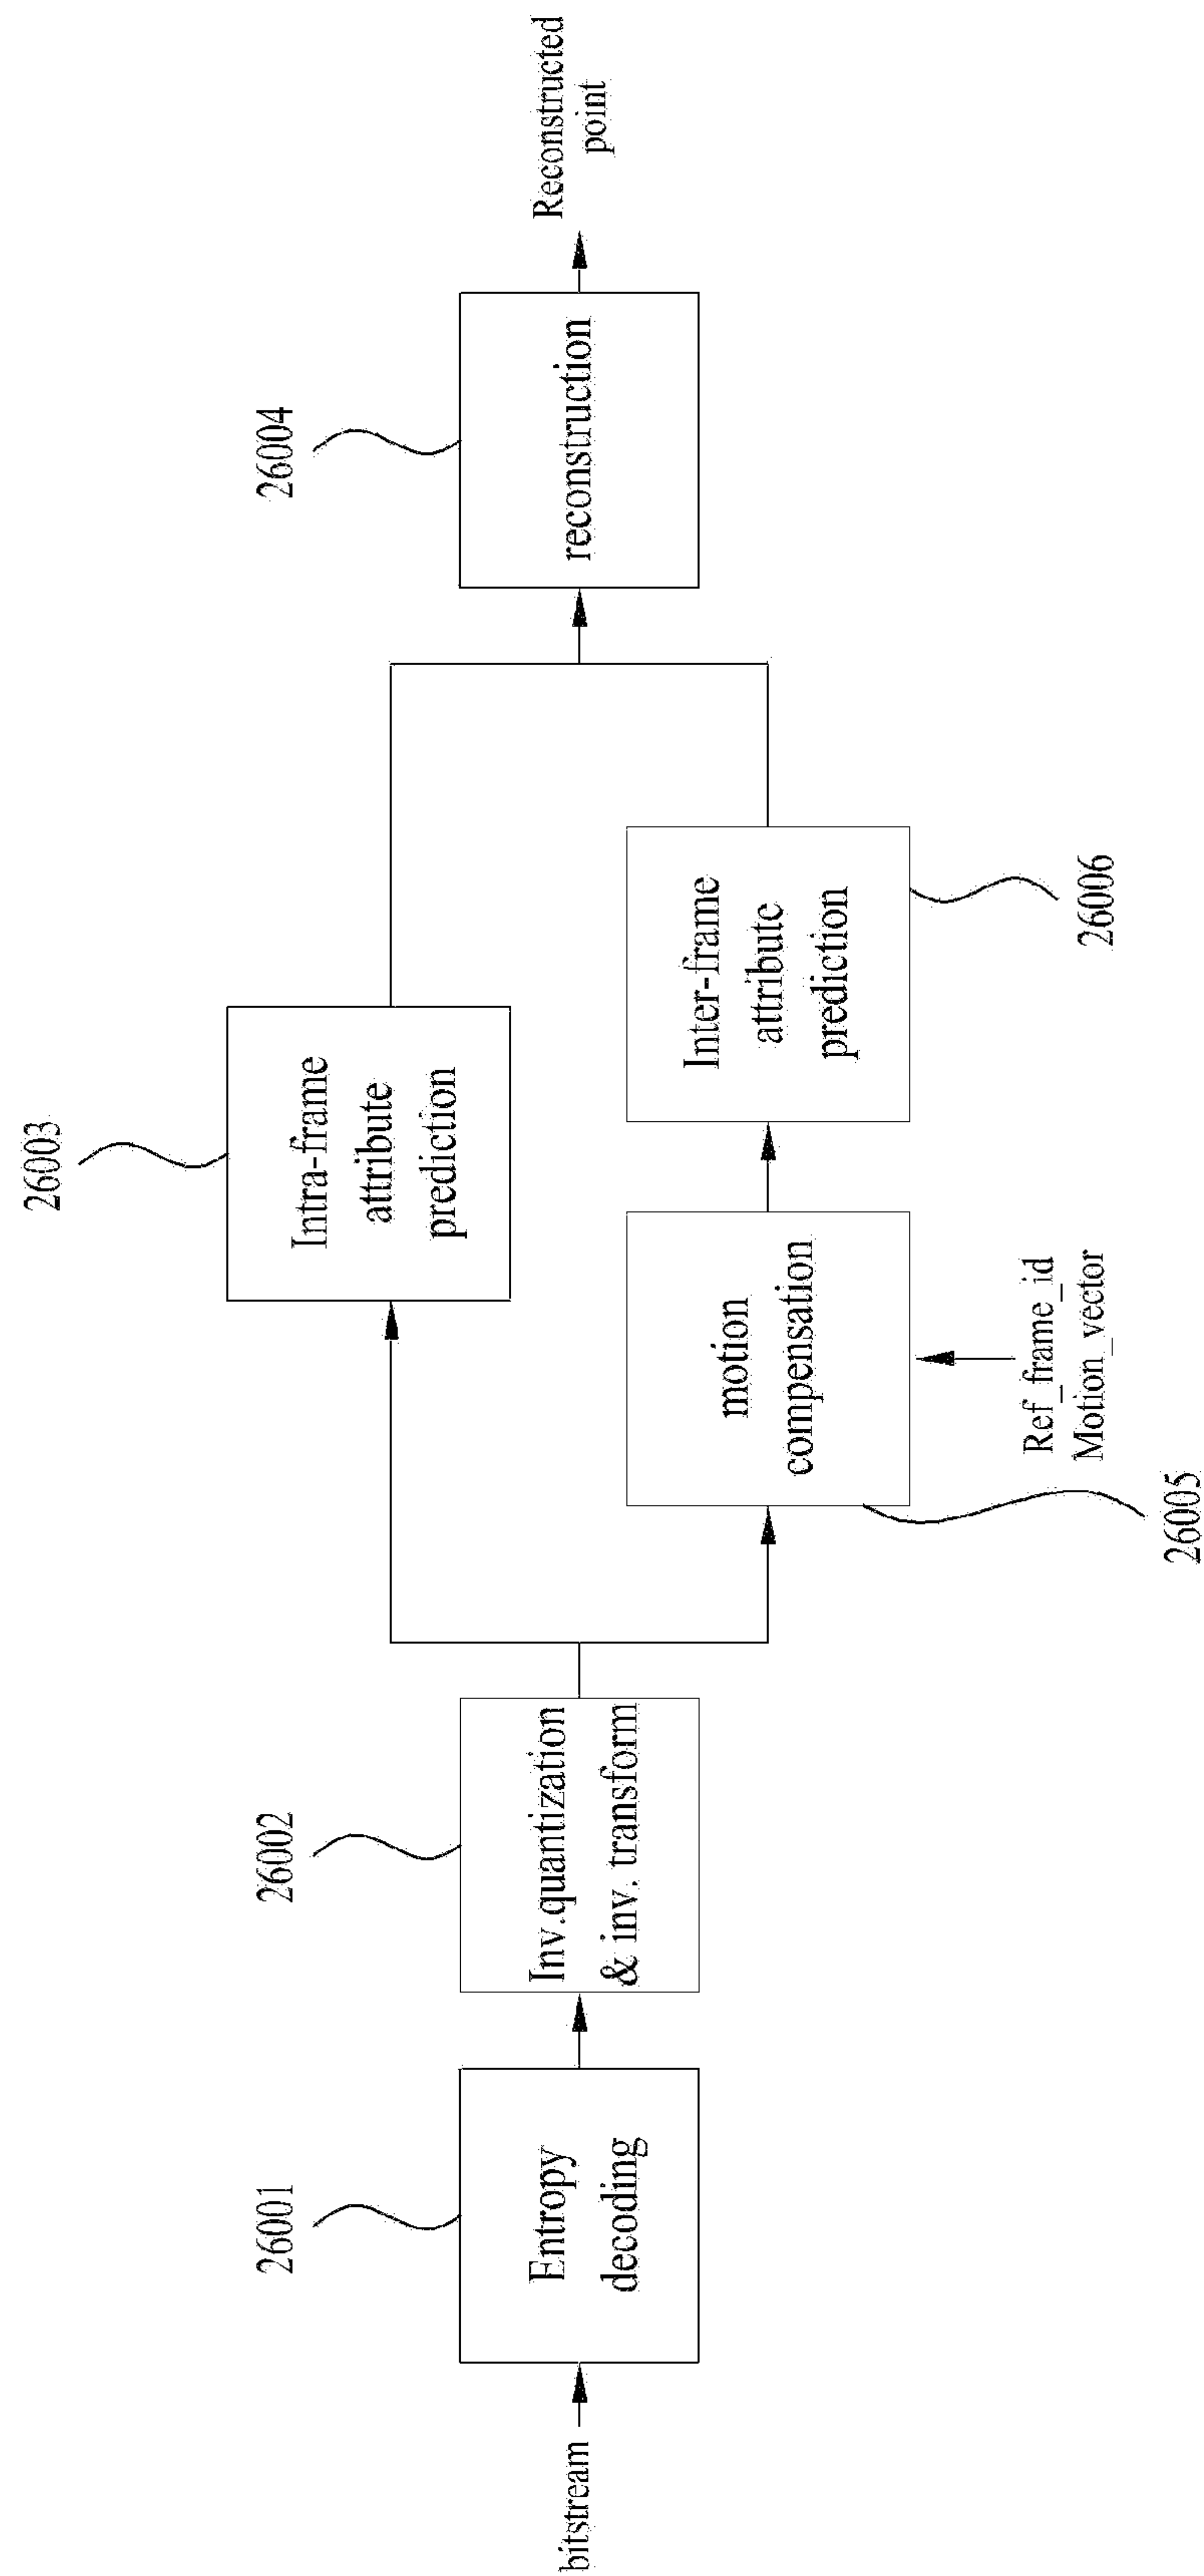 bitstream
26001
Entropy
decoding
26002
Inv.quantization
& inv. transform
26003
Intra-frame
attribute
prediction
motion
compensation
26005
Ref_frame_id
Motion_vector
Inter-frame
attribute
prediction
26006
26004
reconstruction
Reconstructed
point